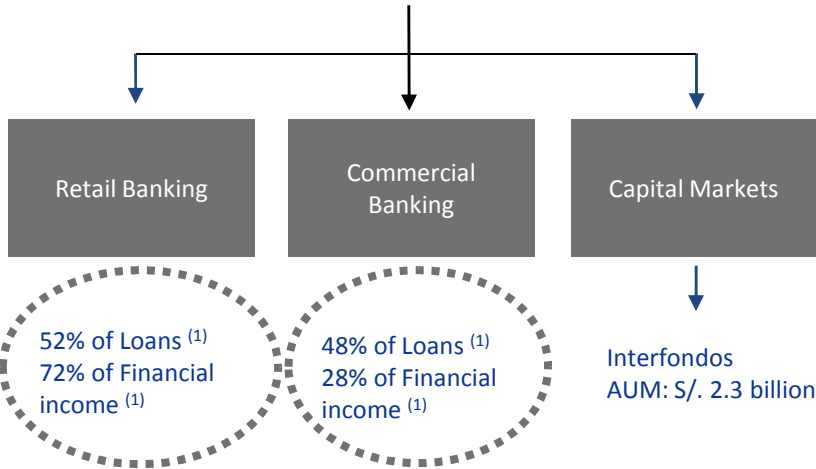 Retail Banking
Commercial
Banking
Capital Markets
52% of Loans (1)
72% of Financial
income (1)
48% of Loans (1)
28% of Financial
income (1)
Interfondos
AUM: S/. 2.3 billion